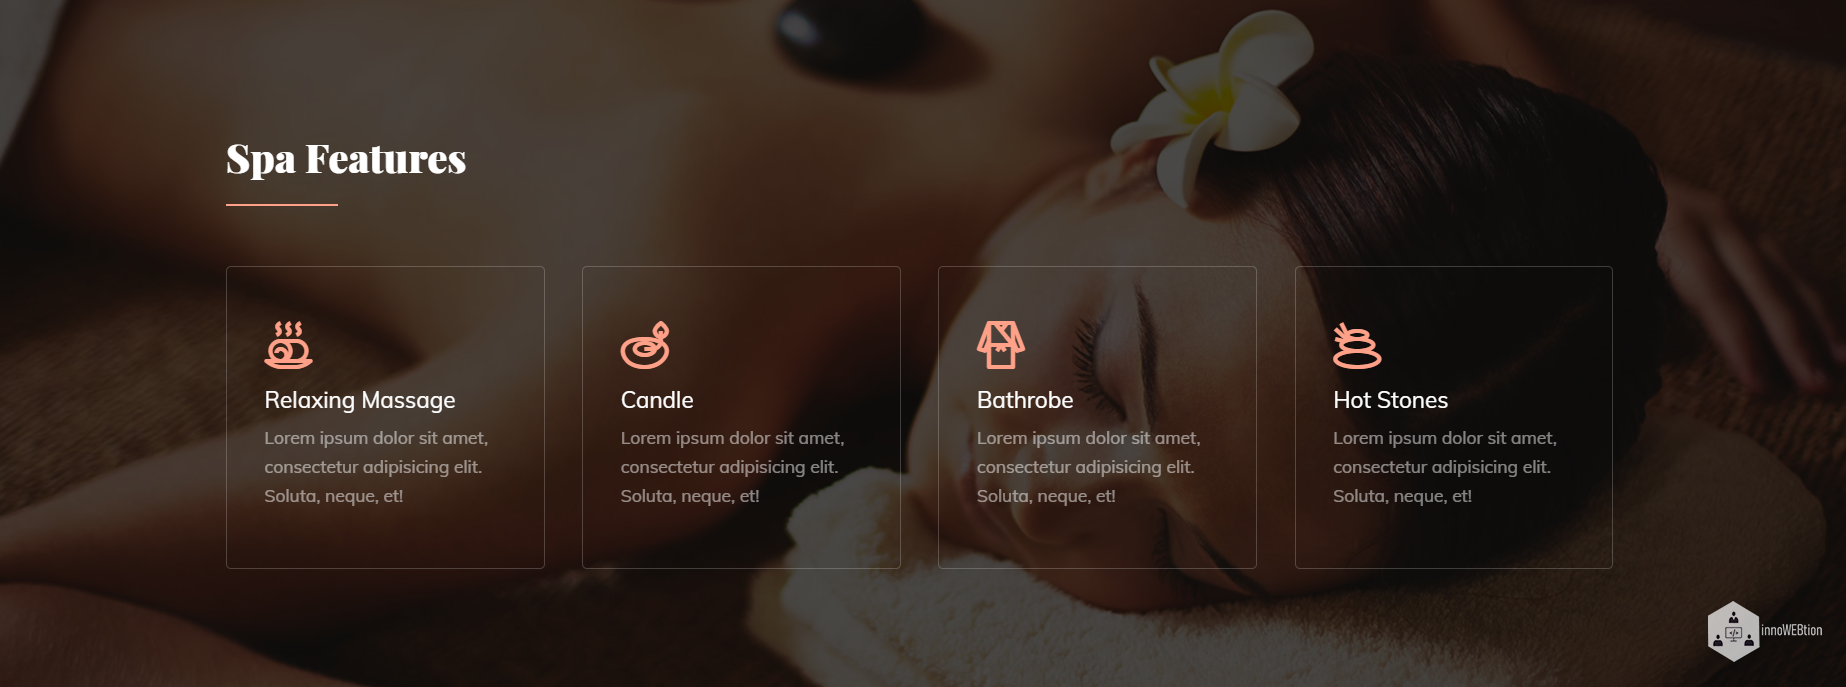 Spa Features
Relaxing Massage
Lorem ipsum dolor sit amet,
consectetur adipisicing elit.
Soluta, neque, et!
Candle
Lorem ipsum dolor sit amet,
consectetur adipisicing elit.
Soluta, neque, et!
Bathrobe
Lorem ipsum dolor sit amet,
consectetur adipisicing elit.
Soluta, neque, et!
Hot Stones
Lorem ipsum dolor sit amet,
consectetur adipisicing elit.
Soluta, neque, et!
</>
innoWEBtion